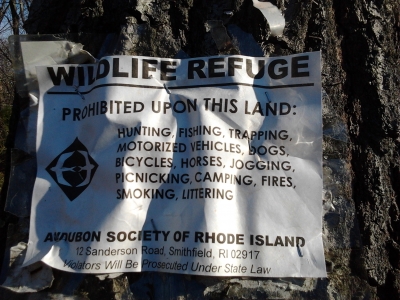 WILDLIFE REFUGE
PROHIBITED UPON THIS LAND:
HUNTING, FISHING, TRAPPING,
MOTORIZED VEHICLES, DOGS,
BICYCLES, HORSES, JOGGING,
PICNICKING, CAMPING, FIRES,
SMOKING, LITTERING
AUDUBON SOCIETY OF RHODE ISLAND
12 Sanderson Road, Smithfield, RI 02917
Violators Will Be Prosecuted Under State Law